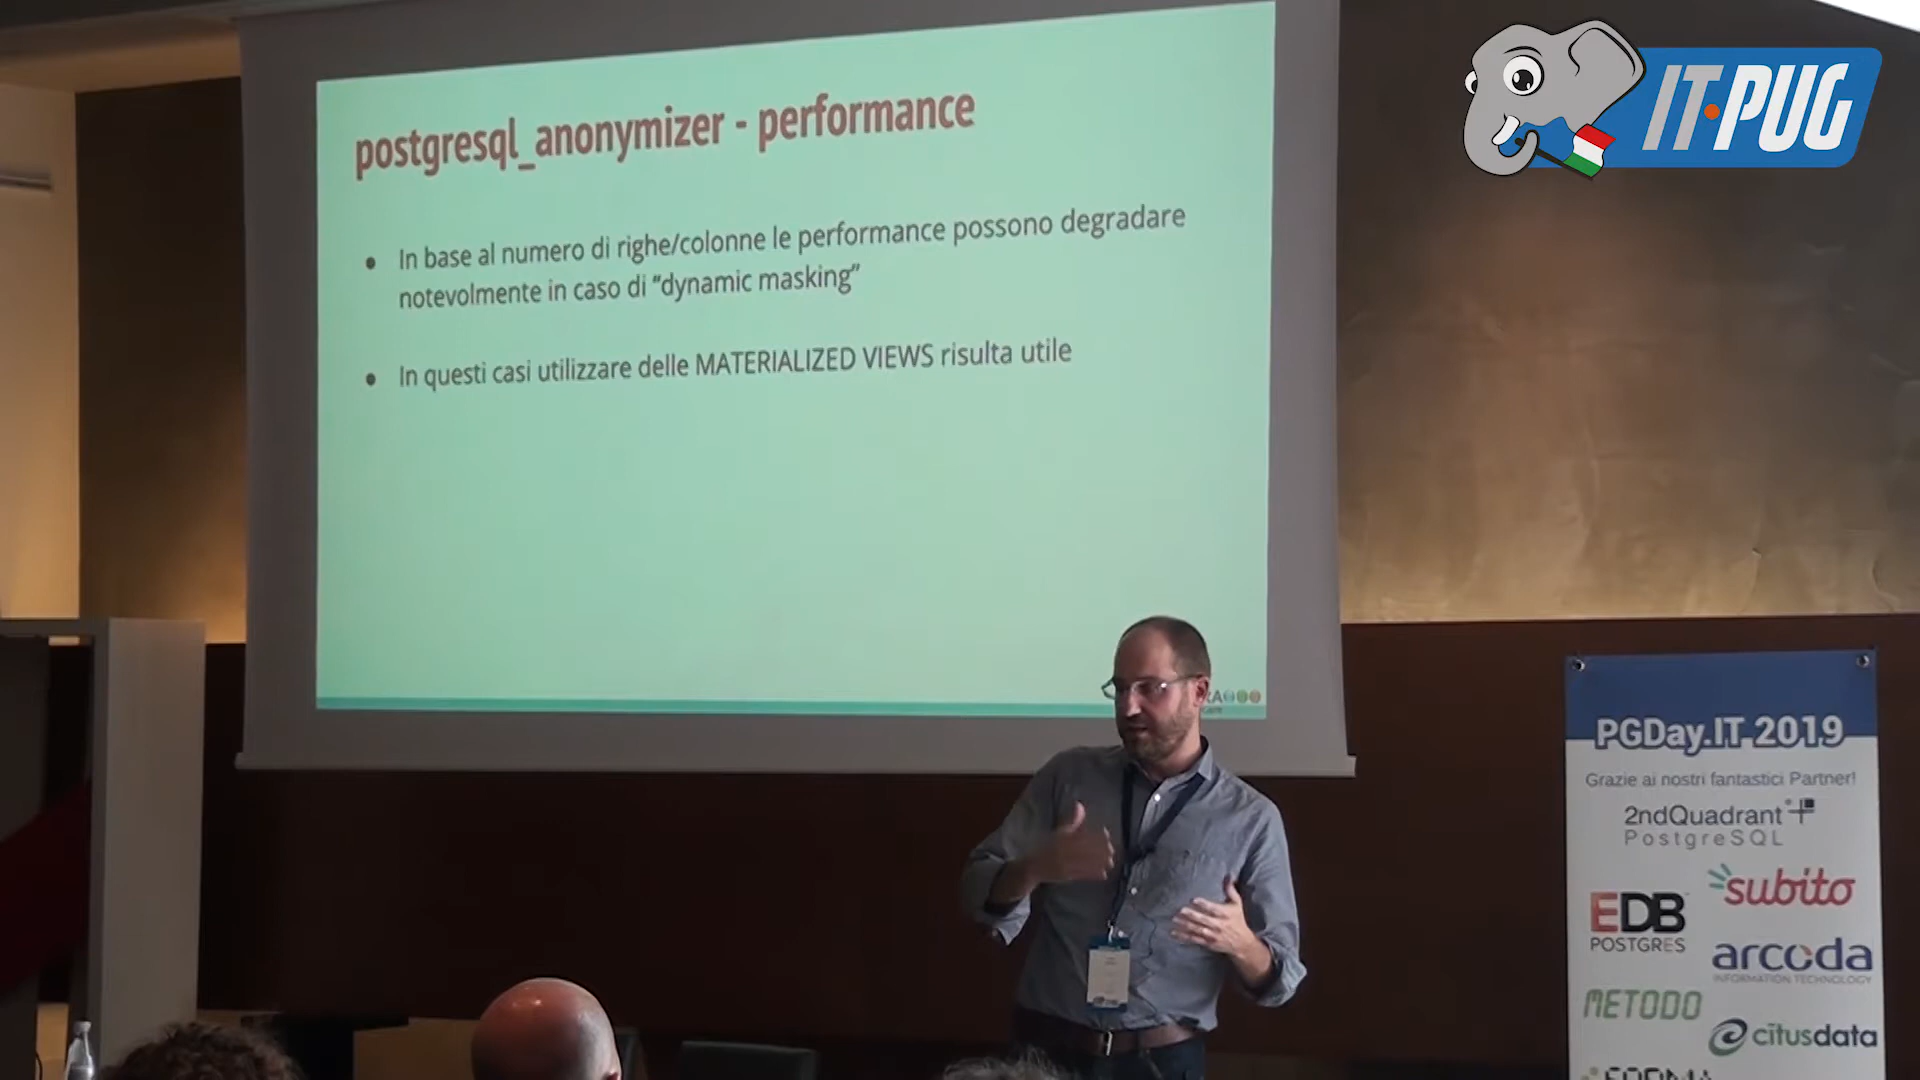 postgresql_anonymizer - performance
● In base al numero di righe/colonne le performance possono degradare
notevolmente in caso di “dynamic masking”
● In questi casi utilizzare delle MATERIALIZED VIEWS risulta utile
IT·PUG
PGDay.IT 2019
Grazie ai nostri fantastici Partner!
2ndQuadrant
PostgreSQL
subito
EDB
POSTGRES
arcoda
INFORMATION TECHNOLOGY
METODO
citusdata